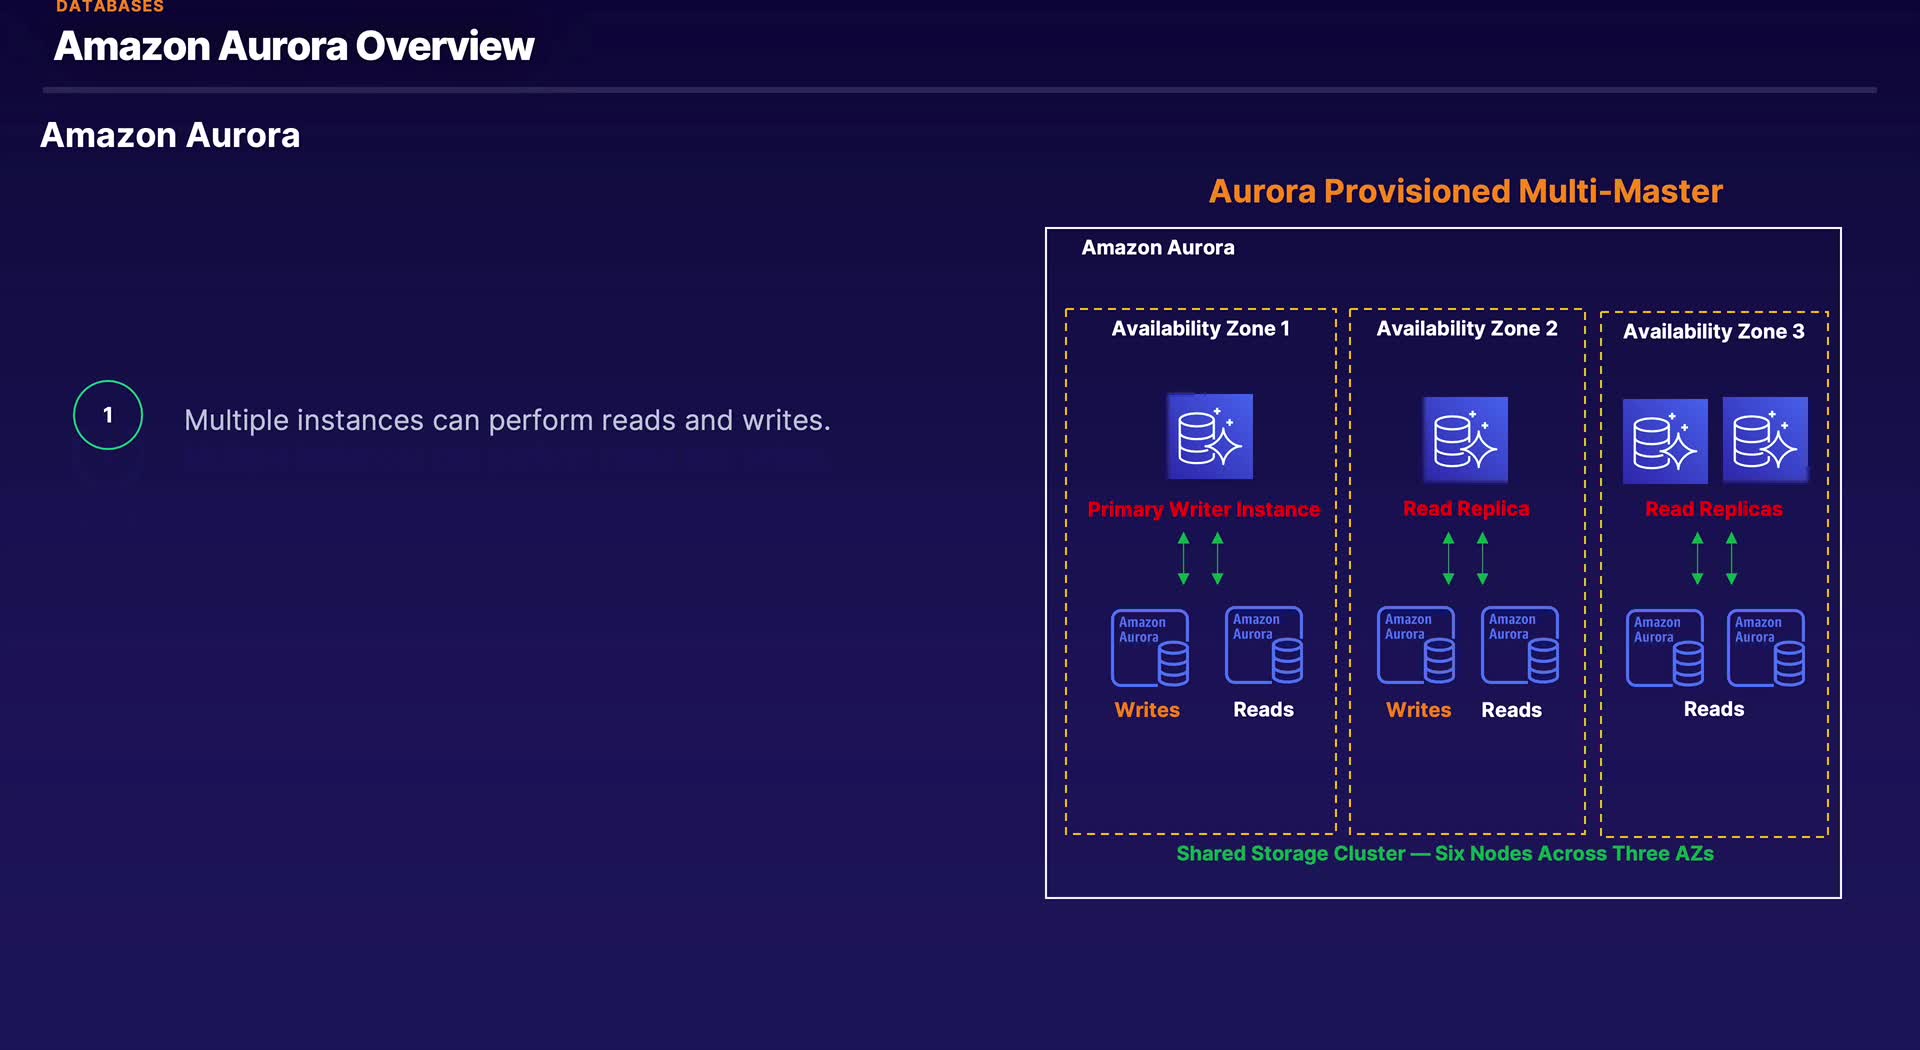 DATABASES
Amazon Aurora Overview
Amazon Aurora
Aurora Provisioned Multi-Master
Amazon Aurora
Availability Zone 1
Availability Zone 2
Availability Zone 3
1
Multiple instances can perform reads and writes.
Primary Writer Instance
Read Replica
Read Replicas
Amazon
Aurora
Amazon
Aurora
Amazon
Aurora
Amazon
Aurora
Amazon
Aurora
Amazon
Aurora
Writes
Reads
Writes
Reads
Reads
Shared Storage Cluster — Six Nodes Across Three AZs